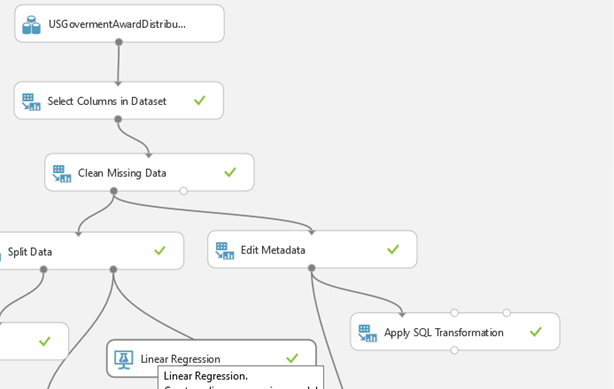 USGovermentAwardDistribu...
Select Columns in Dataset
Clean Missing Data
Split Data
Edit Metadata
Apply SQL Transformation
Linear Regression
Linear Regression.